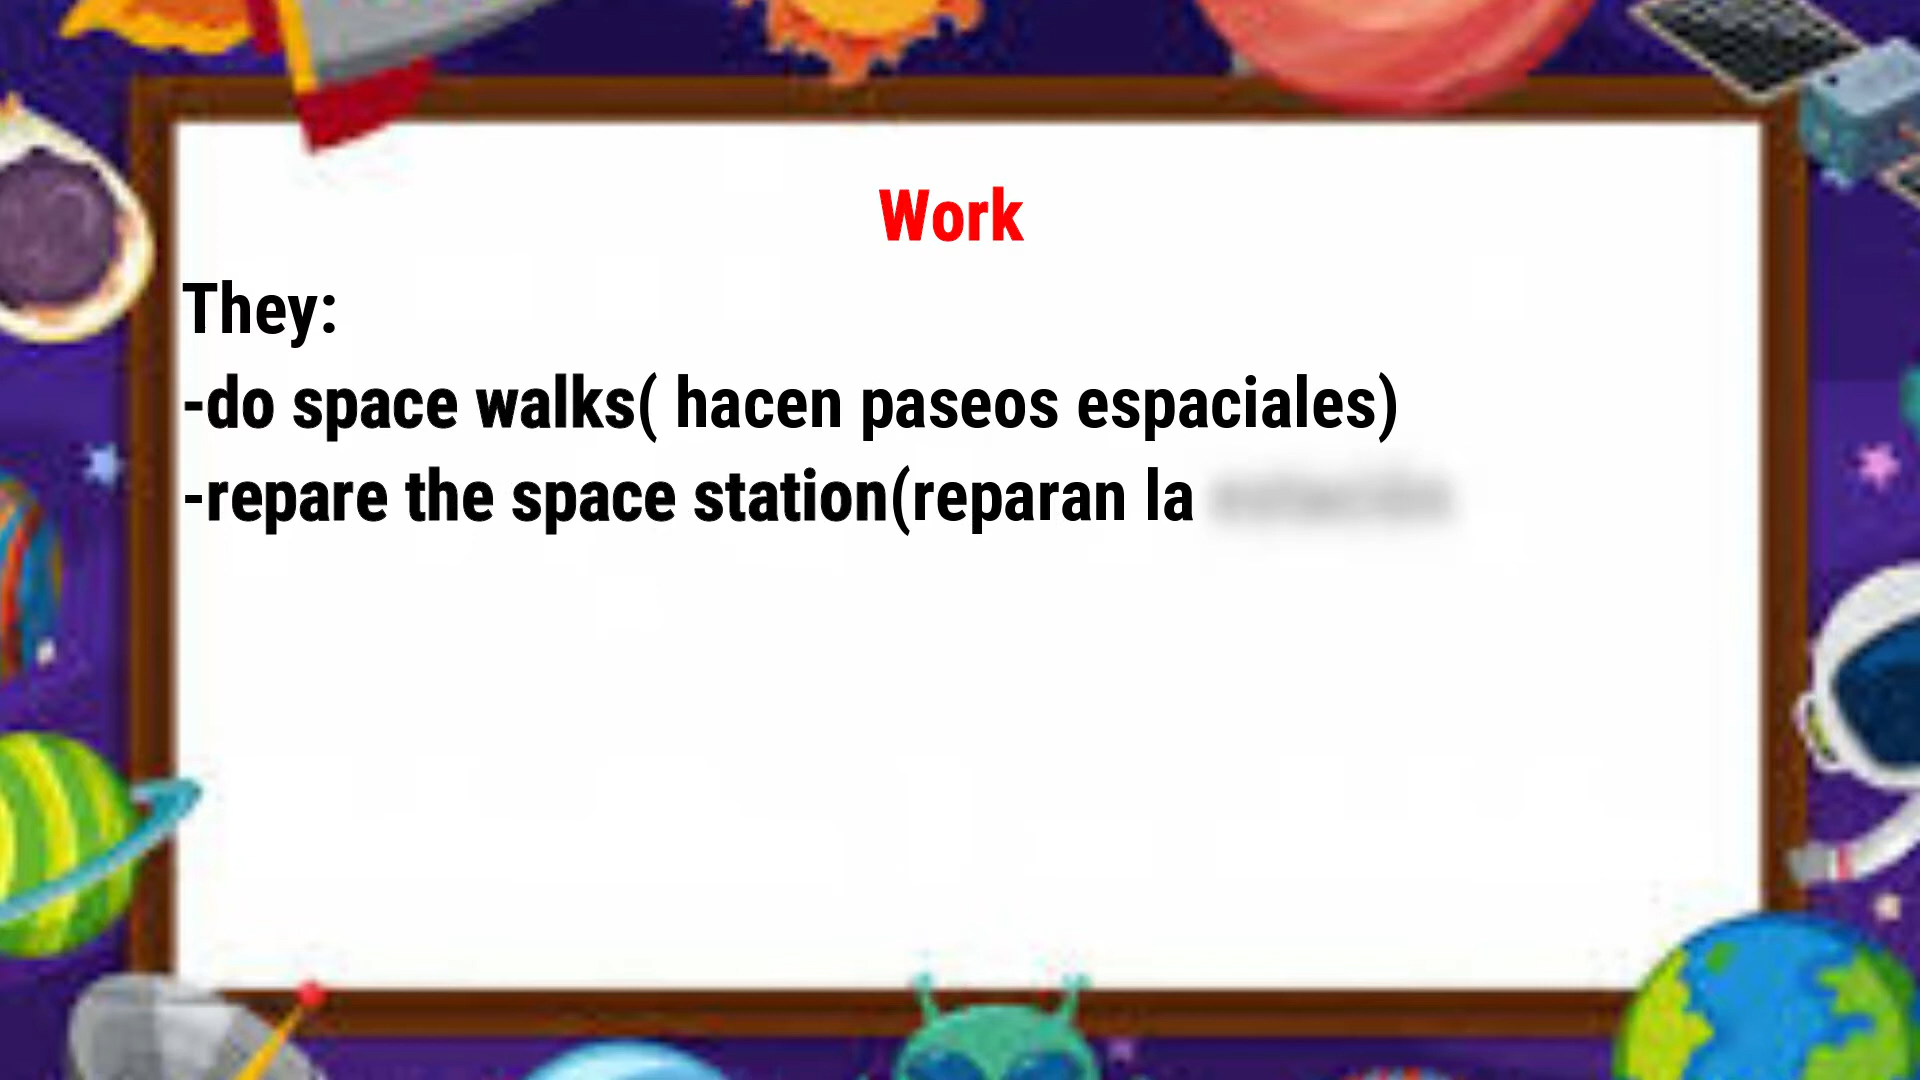 Work
They:
-do space walks( hacen paseos espaciales)
-repare the space station(reparan la